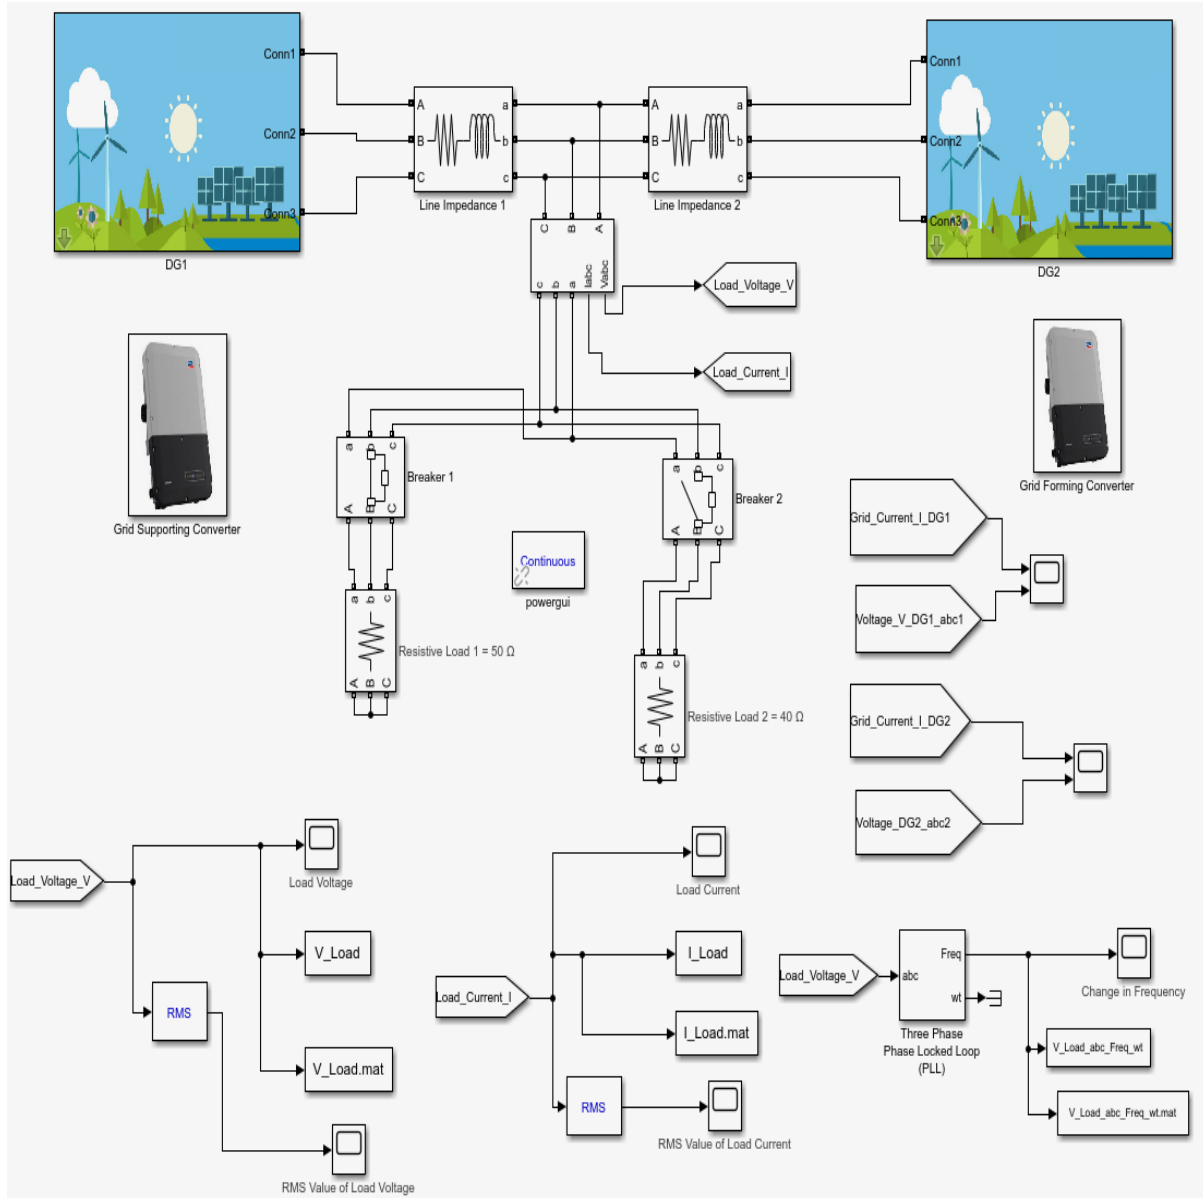 Conn1
Conn2
Conn3
DG1
A
B
C
a
b
c
Line Impedance 1
A
B
C
a
b
c
Line Impedance 2
Conn1
Conn2
Conn3
DG2
C
B
A
c
b
a
Iabc
Vabc
Load_Voltage_V
Load_Current_I
Grid Supporting Converter
Grid Forming Converter
a
b
c
A
B
C
Breaker 1
a
b
c
A
B
C
Breaker 2
Continuous
powergui
a
b
c
A
B
C
Resistive Load 1 = 50 Ω
a
b
c
A
B
C
Resistive Load 2 = 40 Ω
Grid_Current_I_DG1
Voltage_V_DG1_abc1
Grid_Current_I_DG2
Voltage_DG2_abc2
Load_Voltage_V
Load Voltage
V_Load
RMS
V_Load.mat
RMS Value of Load Voltage
Load_Current_I
Load Current
I_Load
I_Load.mat
RMS
RMS Value of Load Current
Load_Voltage_V
abc
Freq
wt
Three Phase
Phase Locked Loop
(PLL)
Change in Frequency
V_Load_abc_Freq_wt
V_Load_abc_Freq_wt.mat